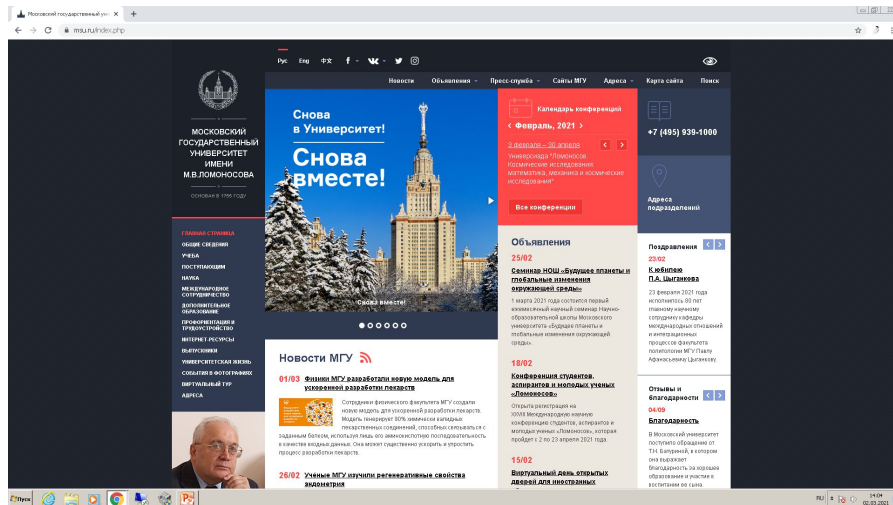 Московский государственный уни
msu.ru/index.php
Рус Eng 中文
Новости Объявления Пресс-служба Сайты МГУ Адреса Карта сайта Поиск
МОСКОВСКИЙ
ГОСУДАРСТВЕННЫЙ
УНИВЕРСИТЕТ
ИМЕНИ
М.В.ЛОМОНОСОВА
ОСНОВАН В 1755 ГОДУ
ГЛАВНАЯ СТРАНИЦА
ОБЩИЕ СВЕДЕНИЯ
УЧЕБА
ПОСТУПАЮЩИМ
НАУКА
МЕЖДУНАРОДНОЕ
СОТРУДНИЧЕСТВО
ДОПОЛНИТЕЛЬНОЕ
ОБРАЗОВАНИЕ
ПРОФОРИЕНТАЦИЯ И
ТРУДОУСТРОЙСТВО
ИНТЕРНЕТ-РЕСУРСЫ
ВЫПУСКНИКИ
УНИВЕРСИТЕТСКАЯ ЖИЗНЬ
СОБЫТИЯ В ФОТОГРАФИЯХ
ВИРТУАЛЬНЫЙ ТУР
АДРЕСА
Снова
в Университет!
Снова
вместе!
Снова вместе!
Новости МГУ
01/03 Физики МГУ разработали новую модель для
ускоренной разработки лекарств
Сотрудники физического факультета МГУ создали
новую модель для ускоренной разработки лекарств.
Модель генерирует 80% химически валидных
лекарственных соединений, способных связываться с
заданным белком, используя лишь его аминокислотную последовательность
в качестве входных данных. Она может существенно ускорить и упростить
процесс разработки лекарств.
26/02 Учёные МГУ изучили регенеративные свойства
эндометрия
Календарь конференций
Февраль, 2021
3 февраля – 30 апреля
Универсиада "Ломоносов.
Космические исследования:
математика, механика и космические
исследования"
Все конференции
Объявления
25/02
Семинар НОШ «Будущее планеты и
глобальные изменения
окружающей среды»
1 марта 2021 года состоится первый
ежемесячный научный семинар Научно-
образовательной школы Московского
университета «Будущее планеты и
глобальные изменения окружающей
среды».
18/02
Конференция студентов,
аспирантов и молодых ученых
«Ломоносов»
Открыта регистрация на
XXVIII Международную научную
конференцию студентов, аспирантов и
молодых ученых «Ломоносов», которая
пройдет с 2 по 23 апреля 2021 года.
15/02
Виртуальный день открытых
дверей для иностранных
+7 (495) 939-1000
Адреса
подразделений
Поздравления
23/02
К юбилею
П.А. Цыганкова
23 февраля 2021 года
исполнилось 80 лет
главному научному
сотруднику кафедры
международных отношений
и интеграционных
процессов факультета
политологии МГУ Павлу
Афанасьевичу Цыганкову.
Отзывы и
благодарности
04/09
Благодарность
В Московский университет
поступило обращение от
Т.Н. Батуриной, в котором
она выражает
благодарность за хорошее
образование и участие в
воспитании ее сына.
Пуск
RU
14:04
02.03.2021